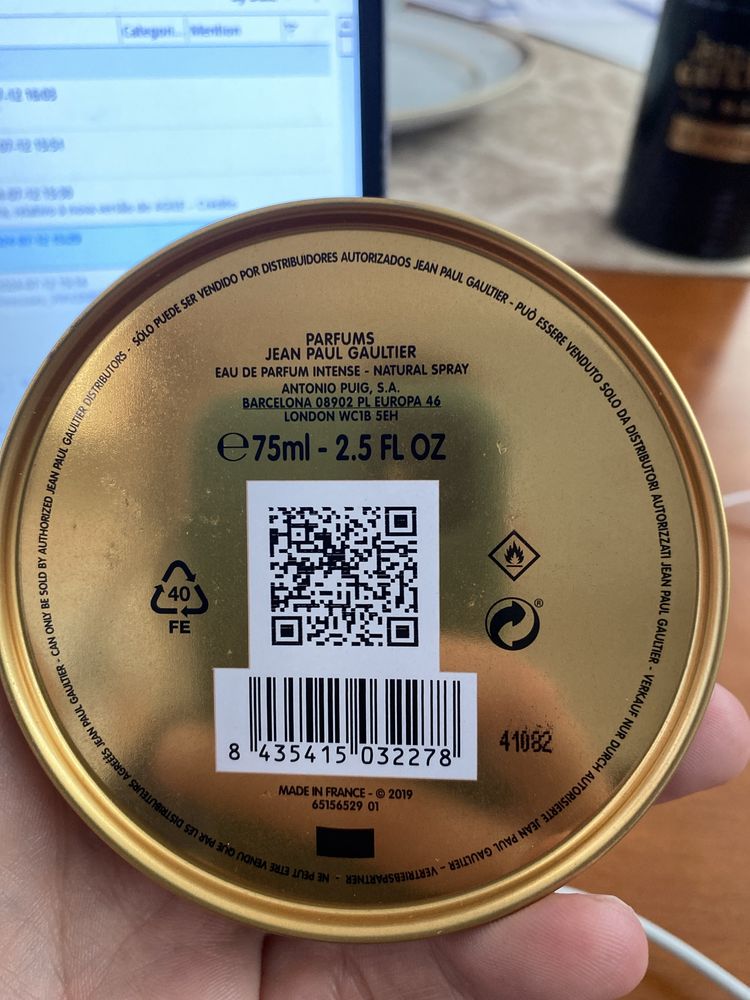 07-12 15:51
SÓLO PUEDE SER VENDIDO POR DISTRIBUIDORES AUTORIZADOS JEAN PAUL GAULTIER - PUÒ ESSERE VENDUTO SOLO DA DISTRIBUTORI AUTORIZZATI JEAN PAUL GAULTIER - VERKAUF NUR DURCH AUTORISIERTE JEAN PAUL GAULTIER - VERTRIEBSPARTNER - NE PEUT ETRE VENDU QUE PAR LES DISTRIBUTEURS AGRÉÉS JEAN PAUL GAULTIER - CAN ONLY BE SOLD BY AUTHORIZED JEAN PAUL GAULTIER DISTRIBUTORS -
PARFUMS
JEAN PAUL GAULTIER
EAU DE PARFUM INTENSE - NATURAL SPRAY
ANTONIO PUIG, S.A.
BARCELONA 08902 PL EUROPA 46
LONDON WC1B 5EH
℮ 75ml - 2.5 FL OZ
40
FE
®
8 435415 032278
41082
MADE IN FRANCE - © 2019
65156529 01